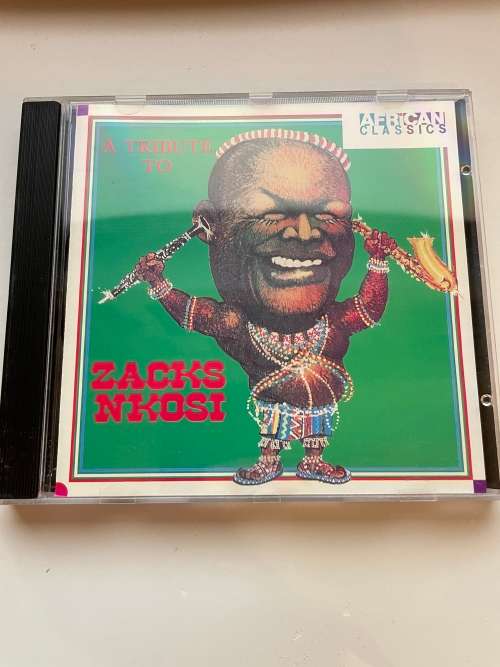 AFRiCAN
CLASSICS
A TRIBUTE
TO
ZACKS
NKOSI